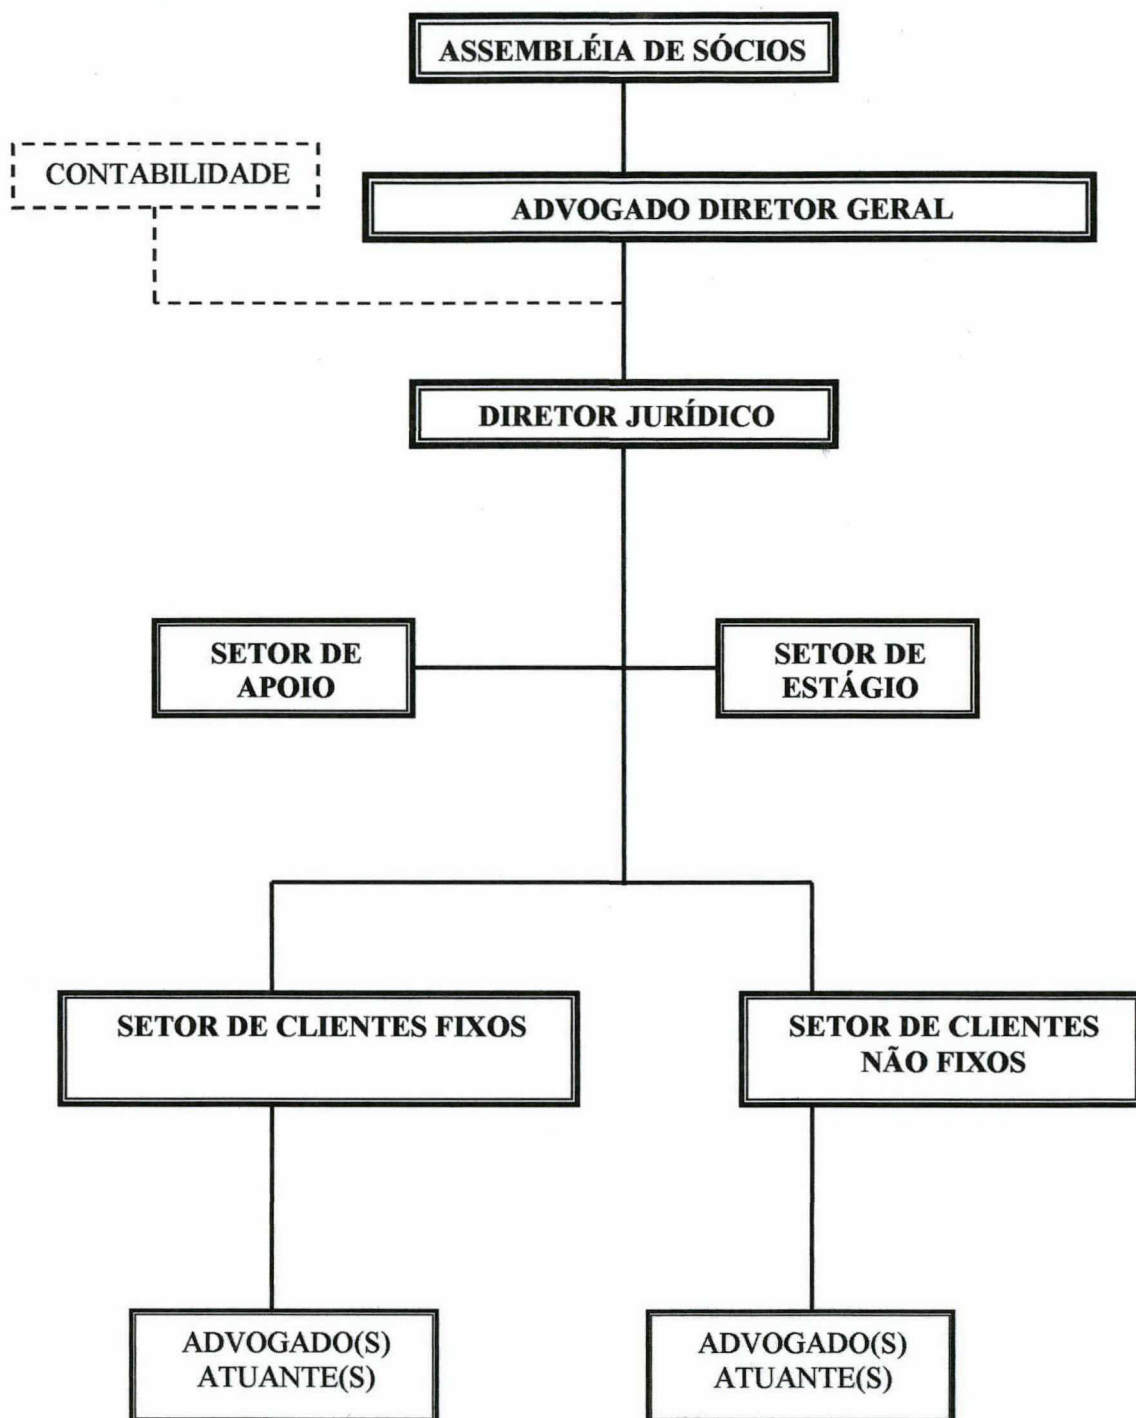 ASSEMBLÉIA DE SÓCIOS
CONTABILIDADE
ADVOGADO DIRETOR GERAL
DIRETOR JURÍDICO
SETOR DE
APOIO
SETOR DE
ESTÁGIO
SETOR DE CLIENTES FIXOS
SETOR DE CLIENTES
NÃO FIXOS
ADVOGADO(S)
ATUANTE(S)
ADVOGADO(S)
ATUANTE(S)